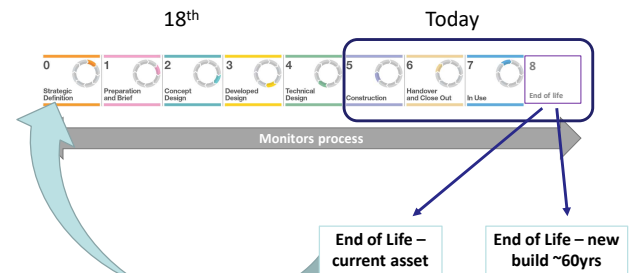 18th
Today
0
Strategic
Definition
1
Preparation
and Brief
2
Concept
Design
3
Developed
Design
4
Technical
Design
5
Construction
6
Handover
and Close Out
7
In Use
8
End of life
Monitors process
End of Life –
current asset
End of Life – new
build ~60yrs